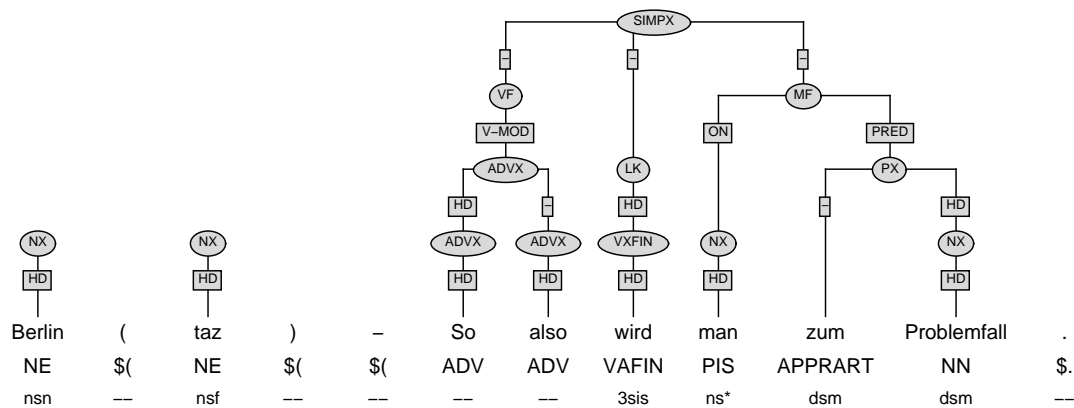 SIMPX
– – –
VF MF
V–MOD ON PRED
ADVX LK PX
HD – HD – HD
NX NX ADVX ADVX VXFIN NX NX
HD HD HD HD HD HD HD
Berlin ( taz ) – So also wird man zum Problemfall .
NE $( NE $( $( ADV ADV VAFIN PIS APPRART NN $.
nsn –– nsf –– –– –– –– 3sis ns* dsm dsm ––